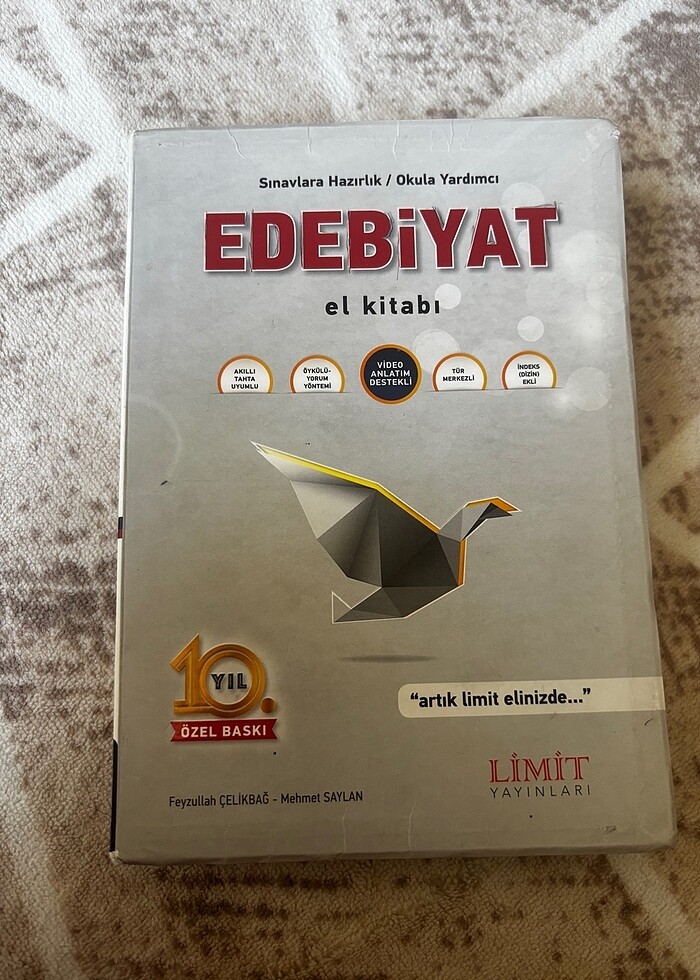 Sınavlara Hazırlık / Okula Yardımcı
EDEBİYAT
el kitabı
AKILLI
TAHTA
UYUMLU
ÖYKÜLÜ-
YORUM
YÖNTEMİ
VİDEO
ANLATIM
DESTEKLİ
TÜR
MERKEZLİ
İNDEKS
(DİZİN)
EKLİ
10.
YIL
ÖZEL BASKI
“artık limit elinizde...”
LİMİT
YAYINLARI
Feyzullah ÇELİKBAĞ - Mehmet SAYLAN